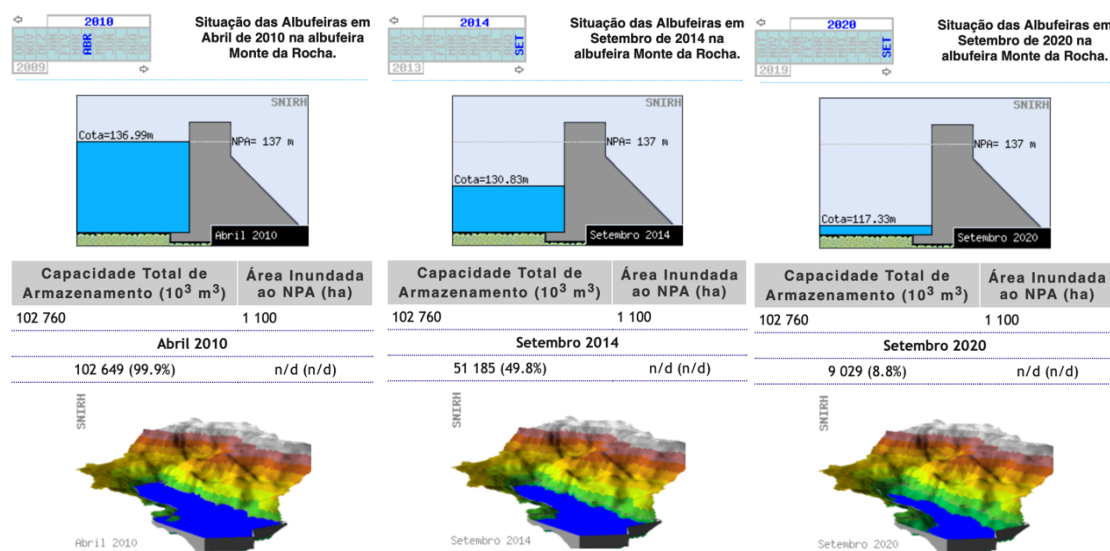 2010
ABR
2009
Situação das Albufeiras em
Abril de 2010 na albufeira
Monte da Rocha.
SNIRH
Cota=136.99m
NPA= 137 m
Abril 2010
Capacidade Total de
Armazenamento (10³ m³)
Área Inundada
ao NPA (ha)
102 760
1 100
Abril 2010
102 649 (99.9%)
n/d (n/d)
SNIRH
Abril 2010
2014
SET
2013
Situação das Albufeiras em
Setembro de 2014 na
albufeira Monte da Rocha.
SNIRH
Cota=130.83m
NPA= 137 m
Setembro 2014
Capacidade Total de
Armazenamento (10³ m³)
Área Inundada
ao NPA (ha)
102 760
1 100
Setembro 2014
51 185 (49.8%)
n/d (n/d)
SNIRH
Setembro 2014
2020
SET
2019
Situação das Albufeiras em
Setembro de 2020 na
albufeira Monte da Rocha.
SNIRH
Cota=117.33m
NPA= 137 m
Setembro 2020
Capacidade Total de
Armazenamento (10³ m³)
Área Inundada
ao NPA (ha)
102 760
1 100
Setembro 2020
9 029 (8.8%)
n/d (n/d)
SNIRH
Setembro 2020